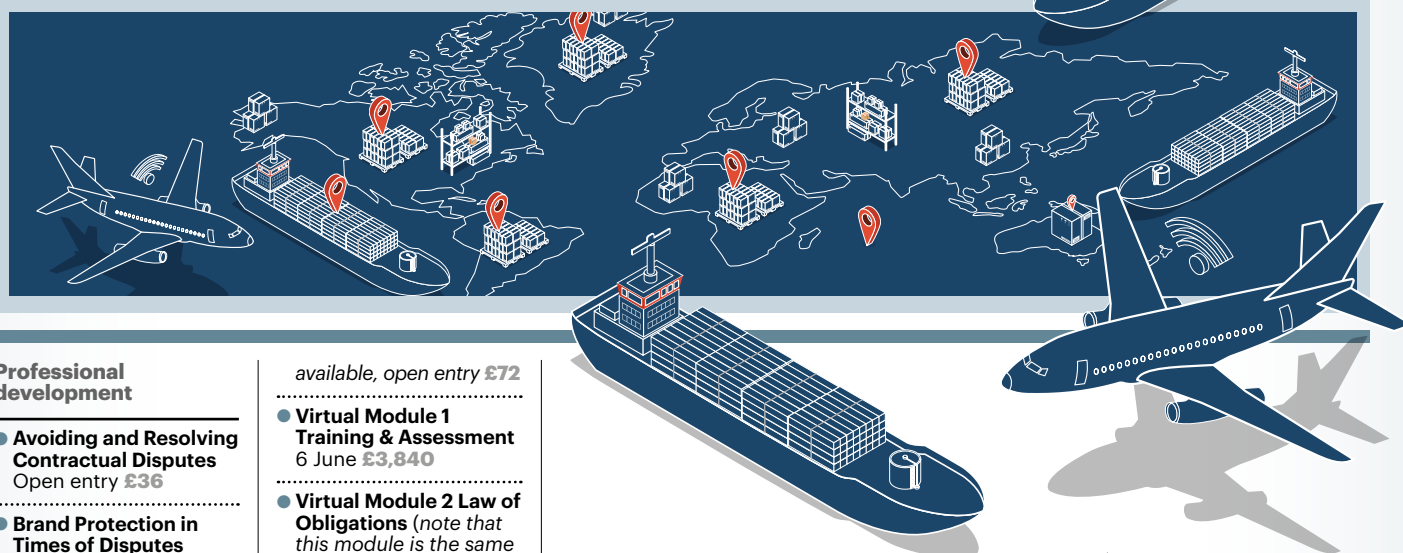 Professional
development
Avoiding and Resolving
Contractual Disputes
Open entry £36
Brand Protection in
Times of Disputes
available, open entry £72
Virtual Module 1
Training & Assessment
6 June £3,840
Virtual Module 2 Law of
Obligations (note that
this module is the same